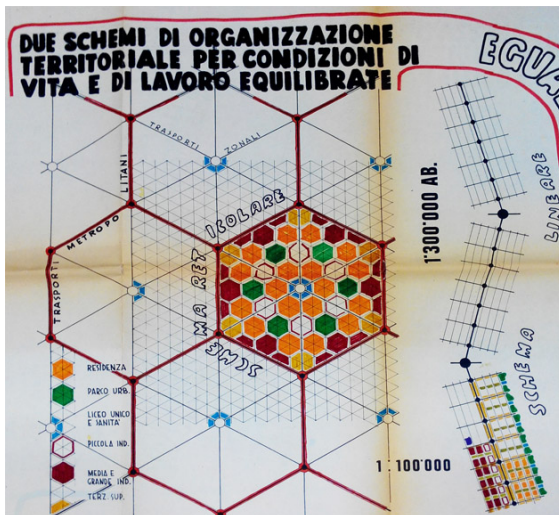 DUE SCHEMI DI ORGANIZZAZIONE
TERRITORIALE PER CONDIZIONI DI
VITA E DI LAVORO EQUILIBRATE
EGUA
TRASPORTI ZONALI
TRASPORTI METROPOLITANI
SCHEMA RETICOLARE
1'300'000 AB.
SCHEMA LINEARE
1:100'000
RESIDENZA
PARCO URB.
LICEO UNICO
E SANITA'
PICCOLA IND.
MEDIA E
GRANDE IND.
TERZ. SUP.